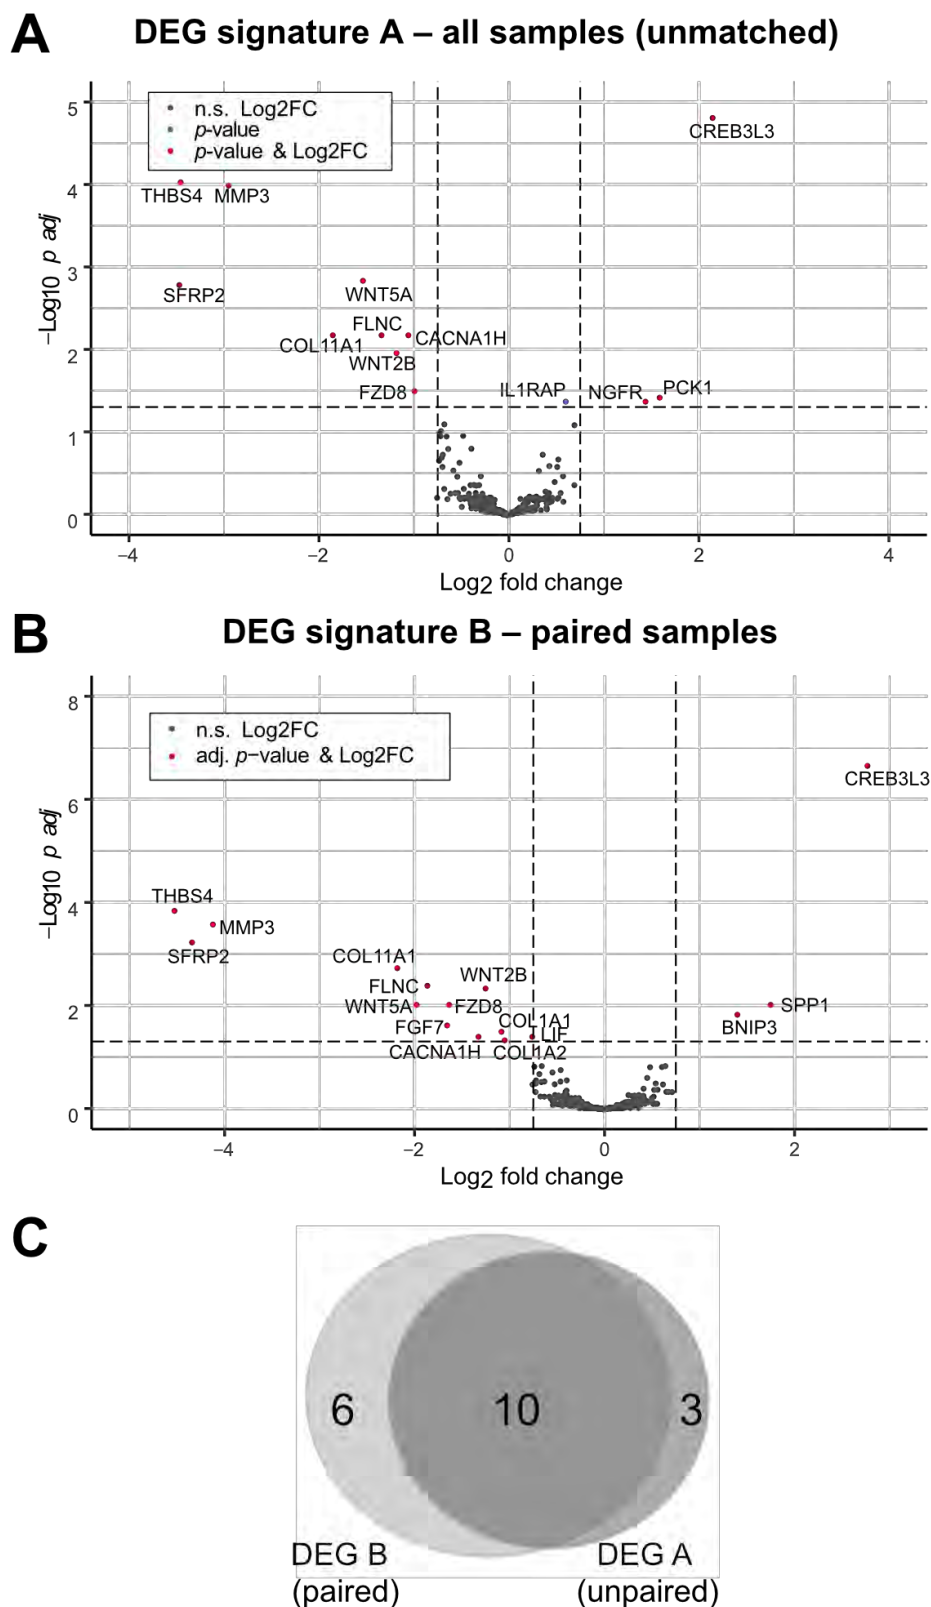 A
DEG signature A – all samples (unmatched)
n.s. Log2FC
p-value
p-value & Log2FC
CREB3L3
THBS4 MMP3
SFRP2
WNT5A
FLNC
CACNA1H
COL11A1
WNT2B
FZD8
IL1RAP
NGFR
PCK1
5
4
3
2
1
0
−Log10 p adj
−4
−2
0
2
4
Log2 fold change
B
DEG signature B – paired samples
n.s. Log2FC
adj. p−value & Log2FC
CREB3L3
THBS4
MMP3
SFRP2
COL11A1
FLNC
WNT2B
WNT5A
FZD8
FGF7
COL1A1
LIF
CACNA1H
COL1A2
SPP1
BNIP3
8
6
4
2
0
−Log10 p adj
−4
−2
0
2
Log2 fold change
C
6
10
3
DEG B
(paired)
DEG A
(unpaired)